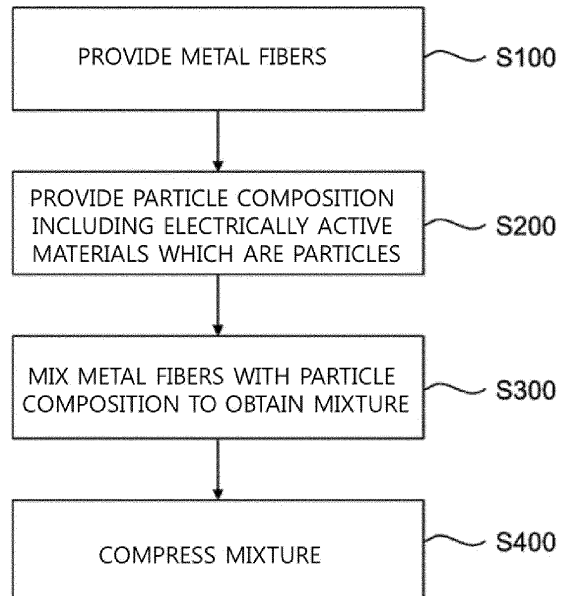 PROVIDE METAL FIBERS
S100
PROVIDE PARTICLE COMPOSITION
INCLUDING ELECTRICALLY ACTIVE
MATERIALS WHICH ARE PARTICLES
S200
MIX METAL FIBERS WITH PARTICLE
COMPOSITION TO OBTAIN MIXTURE
S300
COMPRESS MIXTURE
S400